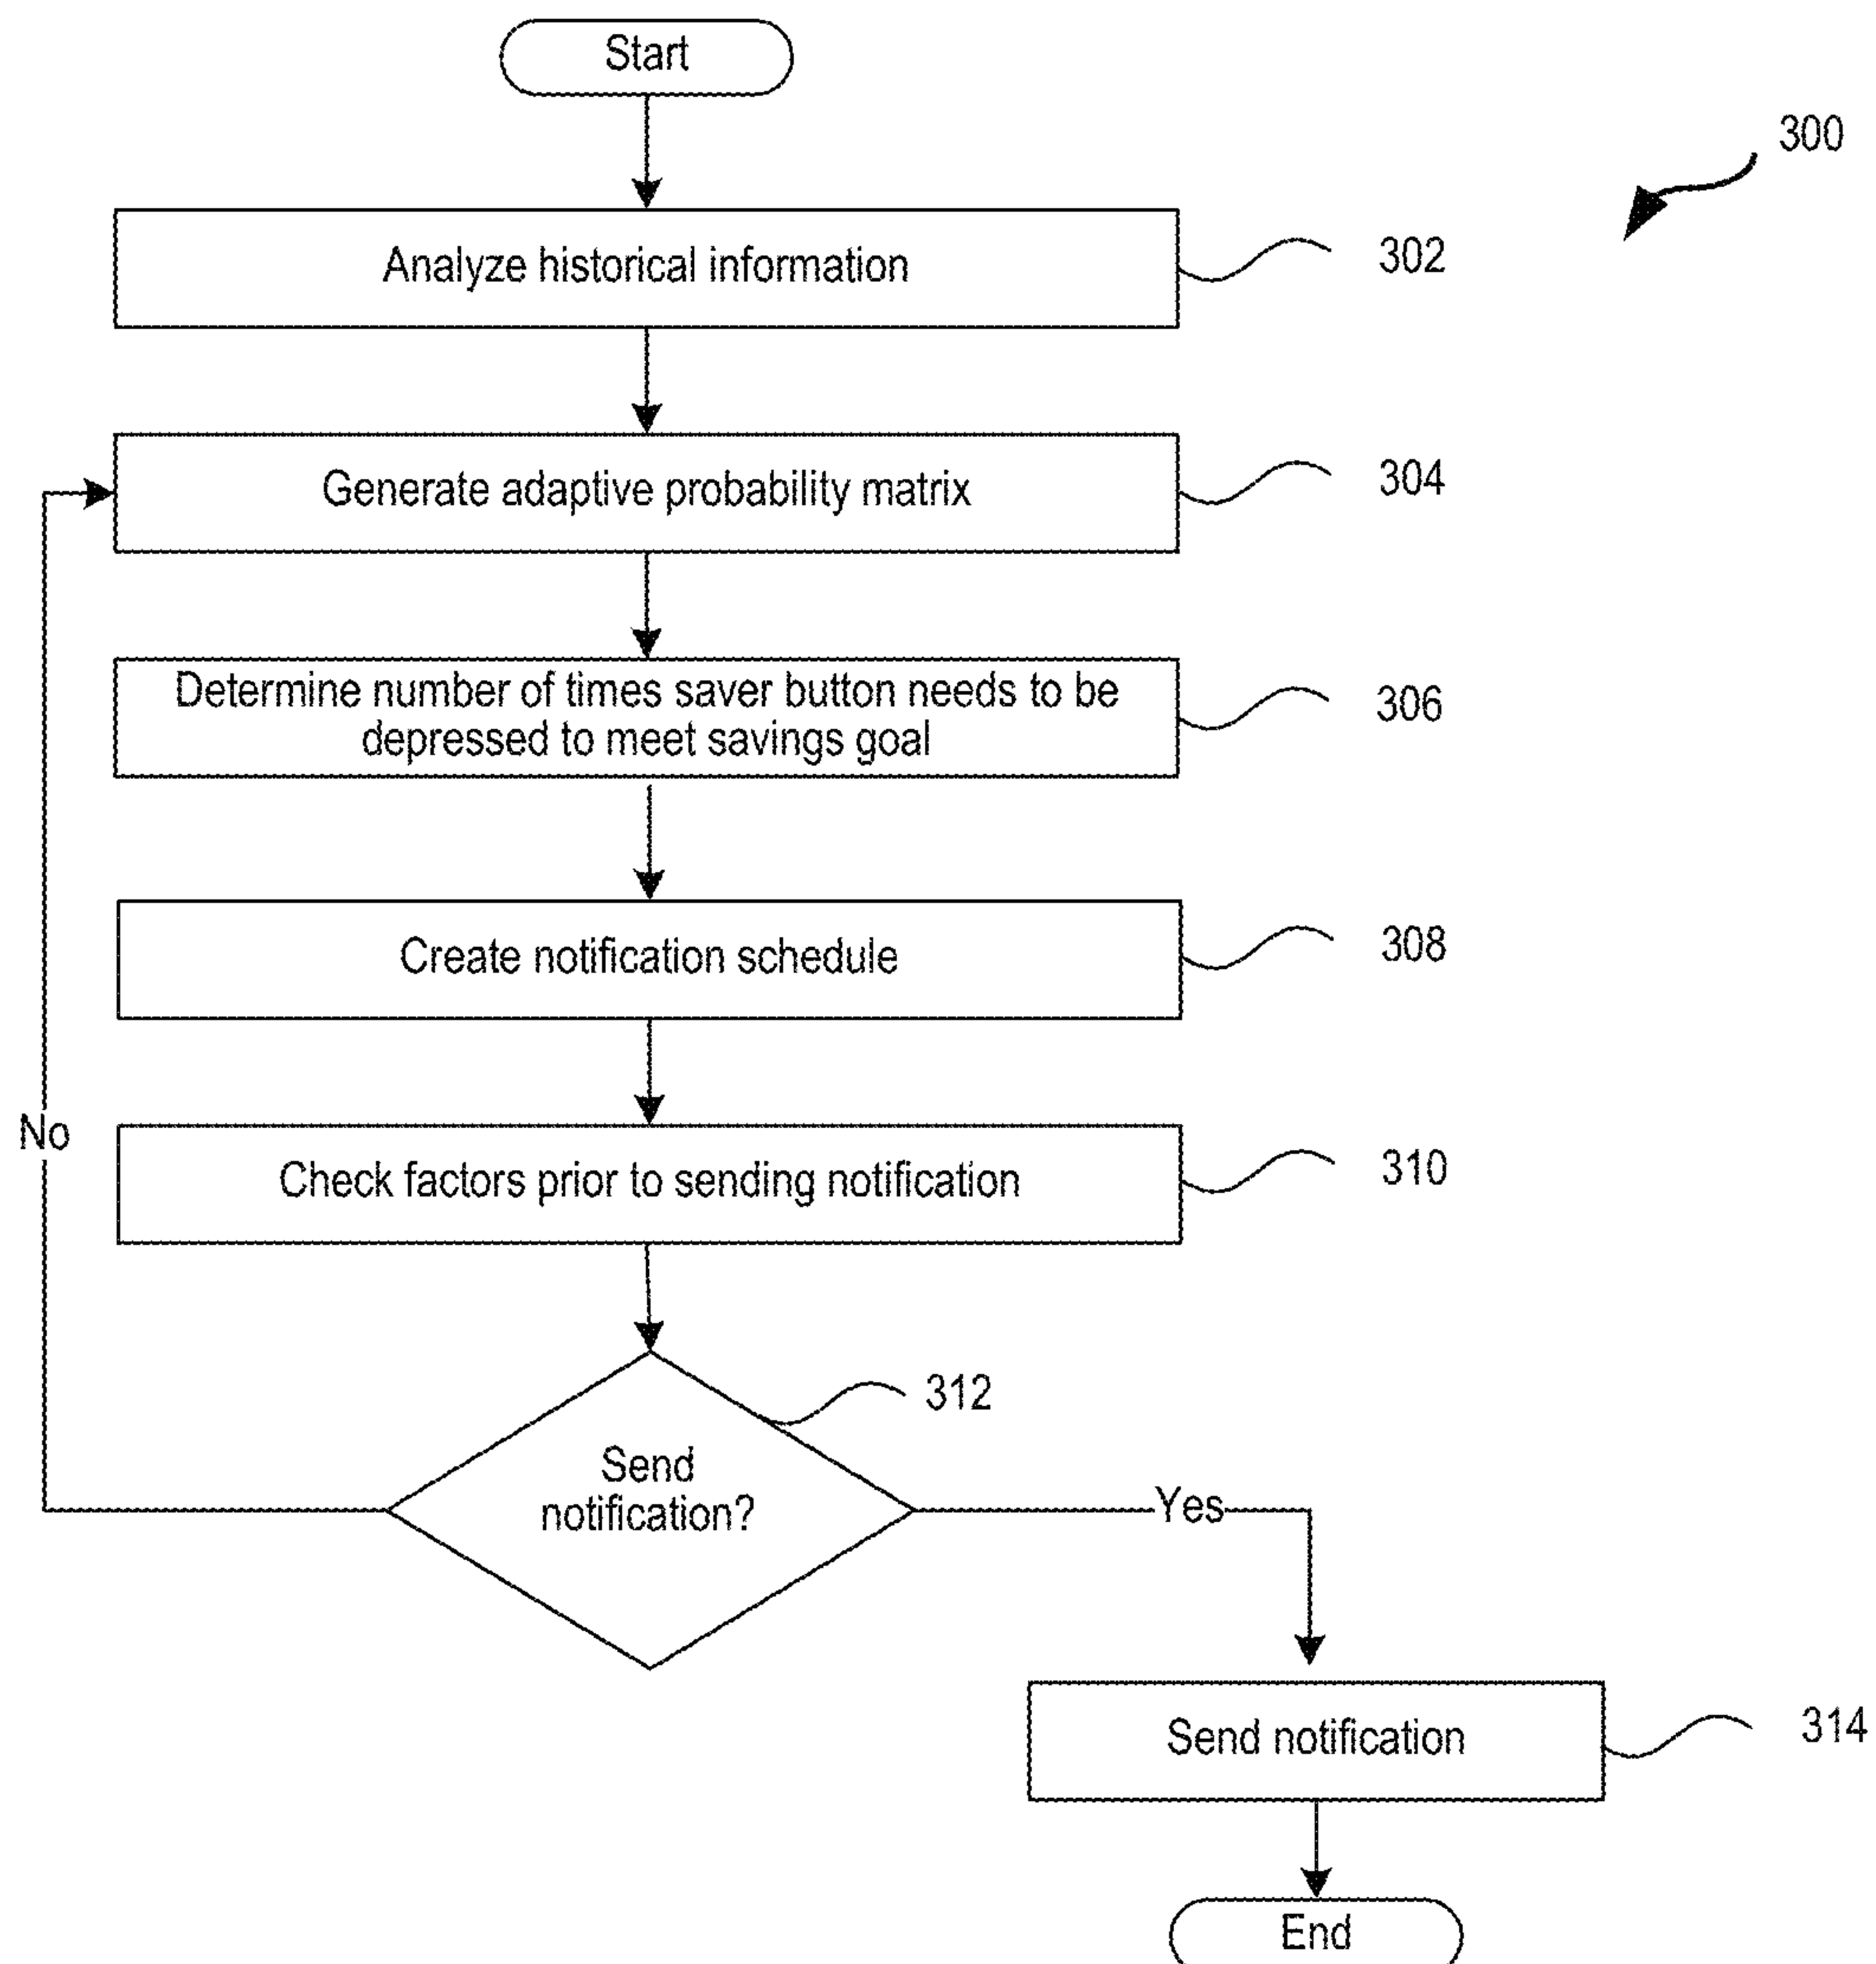 Start
300
Analyze historical information
302
Generate adaptive probability matrix
304
Determine number of times saver button needs to be
depressed to meet savings goal
306
Create notification schedule
308
No
Check factors prior to sending notification
310
312
Send
notification?
Yes
Send notification
314
End